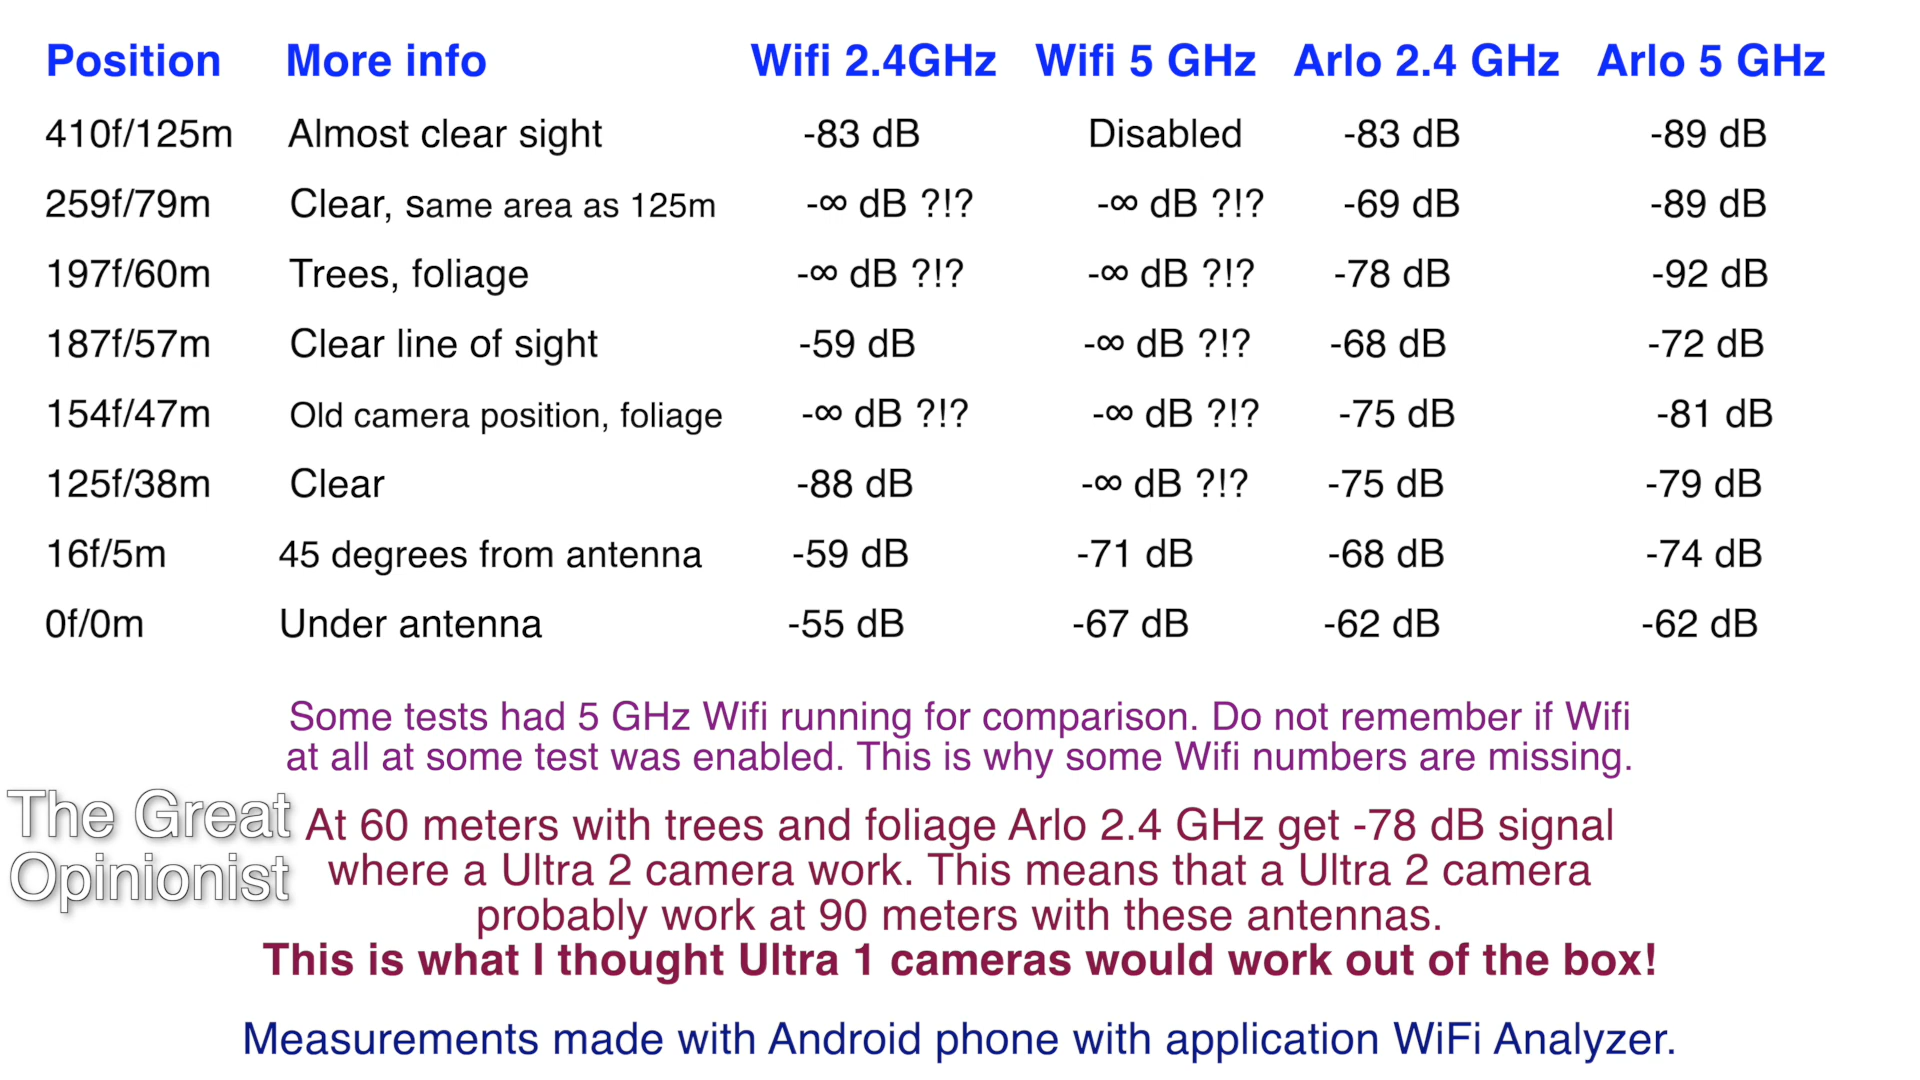 Position More info Wifi 2.4GHz Wifi 5 GHz Arlo 2.4 GHz Arlo 5 GHz
410f/125m Almost clear sight -83 dB Disabled -83 dB -89 dB
259f/79m Clear, same area as 125m -∞ dB ?!? -∞ dB ?!? -69 dB -89 dB
197f/60m Trees, foliage -∞ dB ?!? -∞ dB ?!? -78 dB -92 dB
187f/57m Clear line of sight -59 dB -∞ dB ?!? -68 dB -72 dB
154f/47m Old camera position, foliage -∞ dB ?!? -∞ dB ?!? -75 dB -81 dB
125f/38m Clear -88 dB -∞ dB ?!? -75 dB -79 dB
16f/5m 45 degrees from antenna -59 dB -71 dB -68 dB -74 dB
0f/0m Under antenna -55 dB -67 dB -62 dB -62 dB
Some tests had 5 GHz Wifi running for comparison. Do not remember if Wifi
at all at some test was enabled. This is why some Wifi numbers are missing.
The Great
Opinionist
At 60 meters with trees and foliage Arlo 2.4 GHz get -78 dB signal
where a Ultra 2 camera work. This means that a Ultra 2 camera
probably work at 90 meters with these antennas.
This is what I thought Ultra 1 cameras would work out of the box!
Measurements made with Android phone with application WiFi Analyzer.